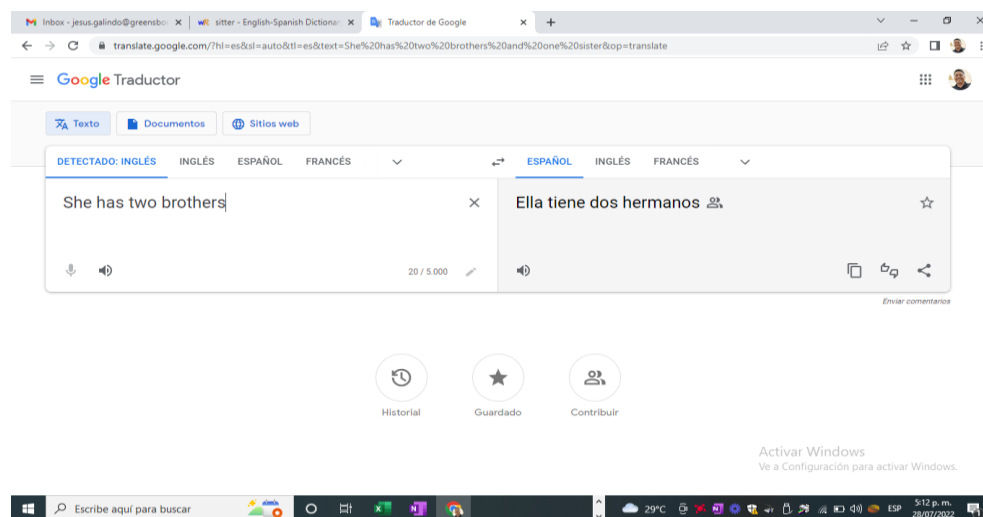 Inbox - jesus.galindo@greensbo
sitter - English-Spanish Dictionar
Traductor de Google
translate.google.com/?hl=es&sl=auto&tl=es&text=She%20has%20two%20brothers%20and%20one%20sister&op=translate
Google Traductor
Texto Documentos Sitios web
DETECTADO: INGLÉS INGLÉS ESPAÑOL FRANCÉS ESPAÑOL INGLÉS FRANCÉS
She has two brothers
Ella tiene dos hermanos
20 / 5.000
Enviar comentarios
Historial Guardado Contribuir
Activar Windows
Ve a Configuración para activar Windows.
Escribe aquí para buscar
29°C
ESP
5:12 p. m.
28/07/2022